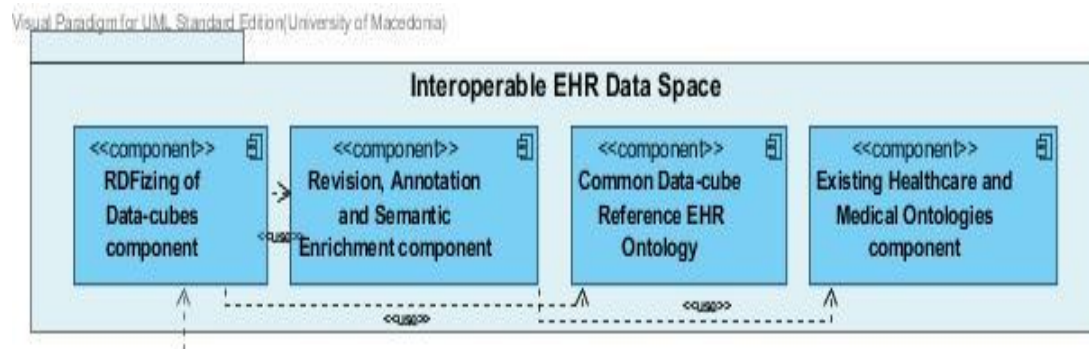 Visual Paradigm for UML Standard Edition(University of Macedonia)
Interoperable EHR Data Space
<<component>>
RDFizing of
Data-cubes
component
<<component>>
Revision, Annotation
and Semantic
Enrichment component
<<component>>
Common Data-cube
Reference EHR
Ontology
<<component>>
Existing Healthcare and
Medical Ontologies
component
<<use>>
<<use>>
<<use>>